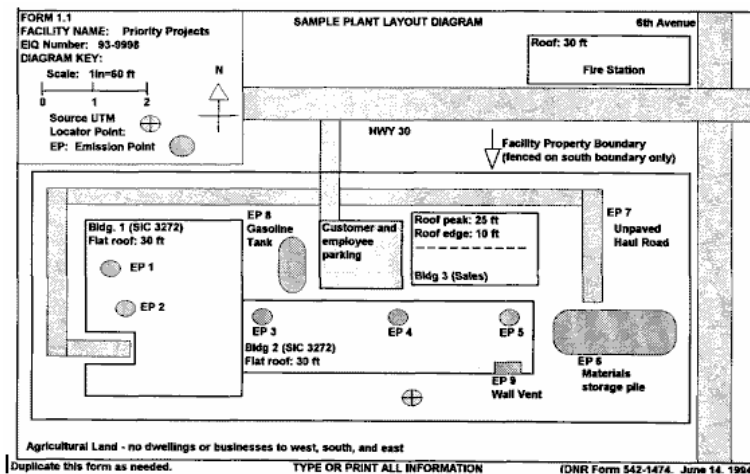 FORM 1.1
FACILITY NAME: Priority Projects
EIQ Number: 93-9998
DIAGRAM KEY:
Scale: 1in=60 ft
0 1 2
Source UTM
Locator Point:
EP: Emission Point
N
SAMPLE PLANT LAYOUT DIAGRAM
6th Avenue
Roof: 30 ft
Fire Station
HWY 30
Facility Property Boundary
(fenced on south boundary only)
Bldg. 1 (SIC 3272)
Flat roof: 30 ft
EP 1
EP 2
EP 8
Gasoline
Tank
Customer and
employee
parking
Roof peak: 25 ft
Roof edge: 10 ft
Bldg 3 (Sales)
EP 7
Unpaved
Haul Road
EP 3
EP 4
EP 5
Bldg 2 (SIC 3272)
Flat roof: 30 ft
EP 9
Wall Vent
EP 6
Materials
storage pile
Agricultural Land - no dwellings or businesses to west, south, and east
Duplicate this form as needed.
TYPE OR PRINT ALL INFORMATION
(DNR Form 542-1474, June 14, 1994